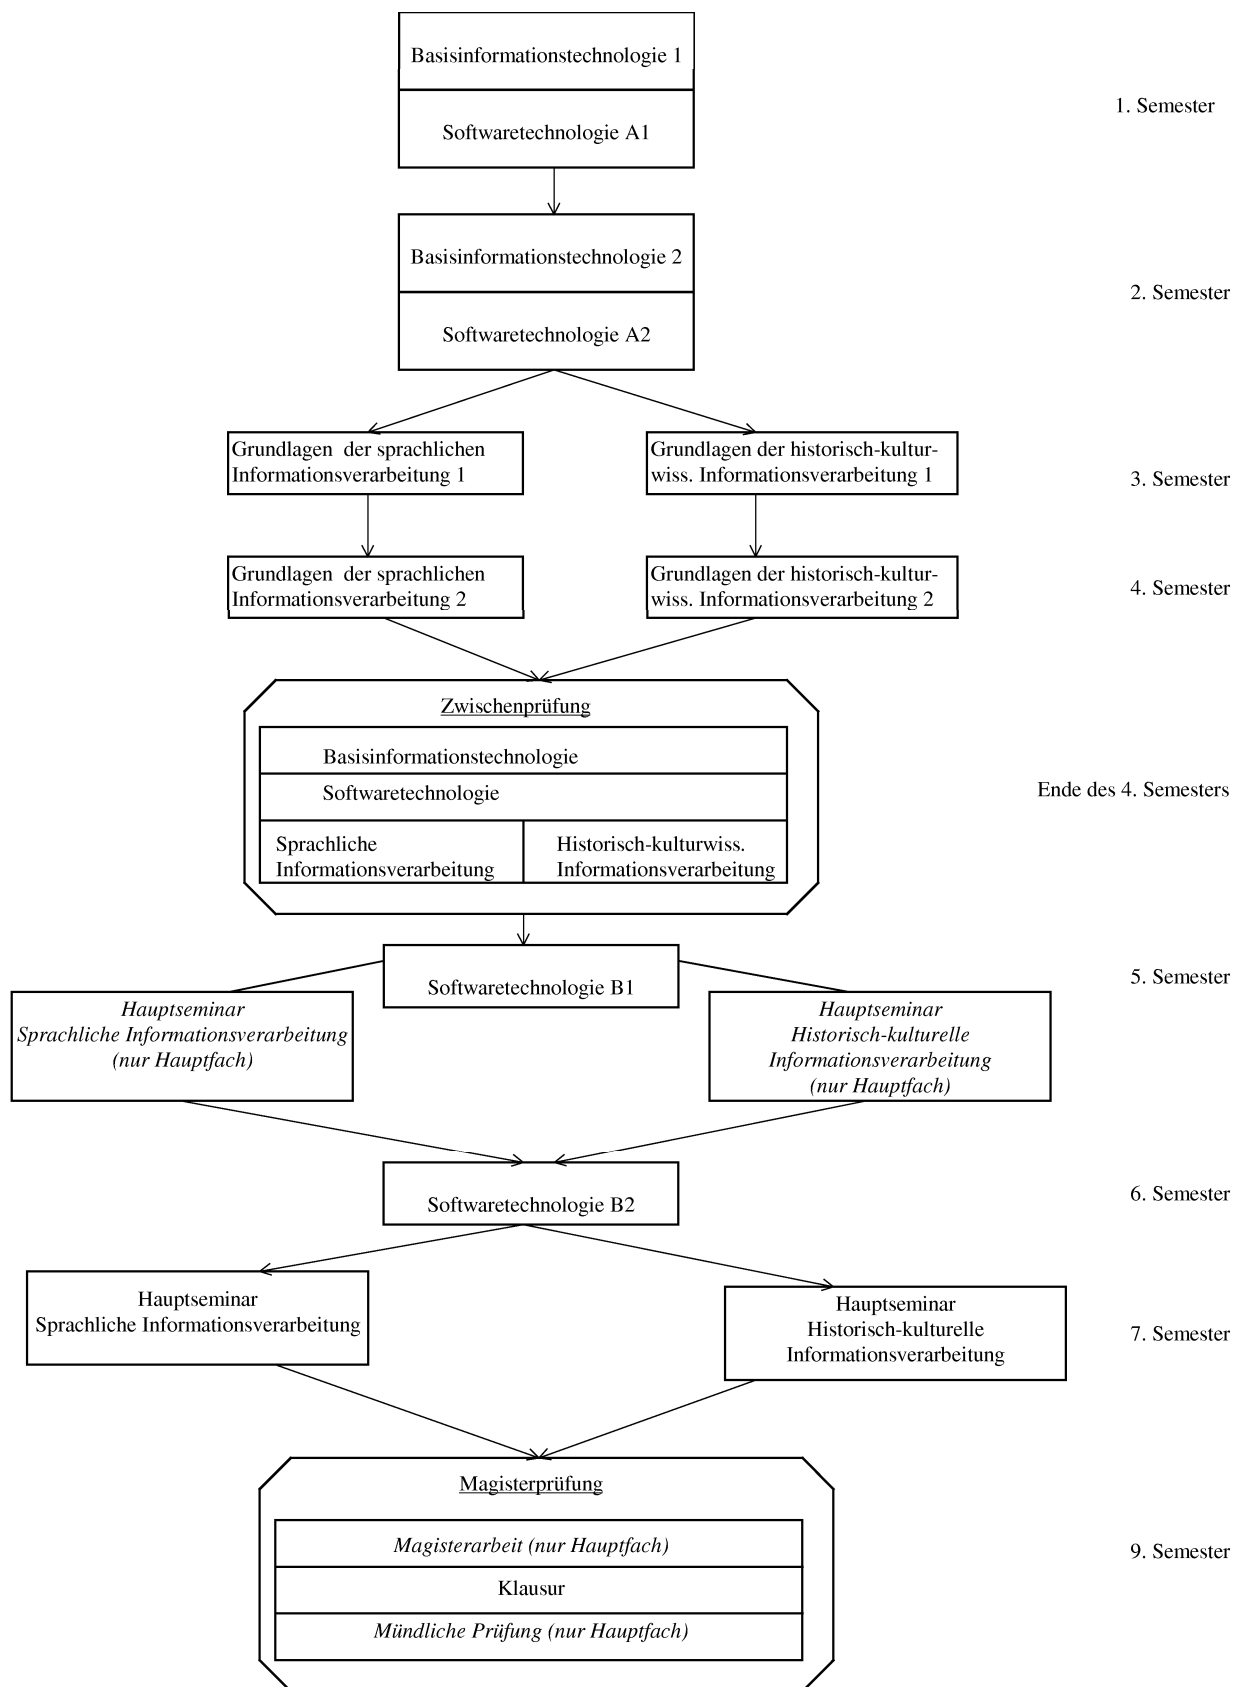 Basisinformationstechnologie 1
Softwaretechnologie A1
1. Semester
Basisinformationstechnologie 2
Softwaretechnologie A2
2. Semester
Grundlagen der sprachlichen
Informationsverarbeitung 1
Grundlagen der historisch-kultur-
wiss. Informationsverarbeitung 1
3. Semester
Grundlagen der sprachlichen
Informationsverarbeitung 2
Grundlagen der historisch-kultur-
wiss. Informationsverarbeitung 2
4. Semester
Zwischenprüfung
Basisinformationstechnologie
Softwaretechnologie
Sprachliche
Informationsverarbeitung
Historisch-kulturwiss.
Informationsverarbeitung
Ende des 4. Semesters
Softwaretechnologie B1
5. Semester
Hauptseminar
Sprachliche Informationsverarbeitung
(nur Hauptfach)
Hauptseminar
Historisch-kulturelle
Informationsverarbeitung
(nur Hauptfach)
Softwaretechnologie B2
6. Semester
Hauptseminar
Sprachliche Informationsverarbeitung
Hauptseminar
Historisch-kulturelle
Informationsverarbeitung
7. Semester
Magisterprüfung
Magisterarbeit (nur Hauptfach)
Klausur
Mündliche Prüfung (nur Hauptfach)
9. Semester